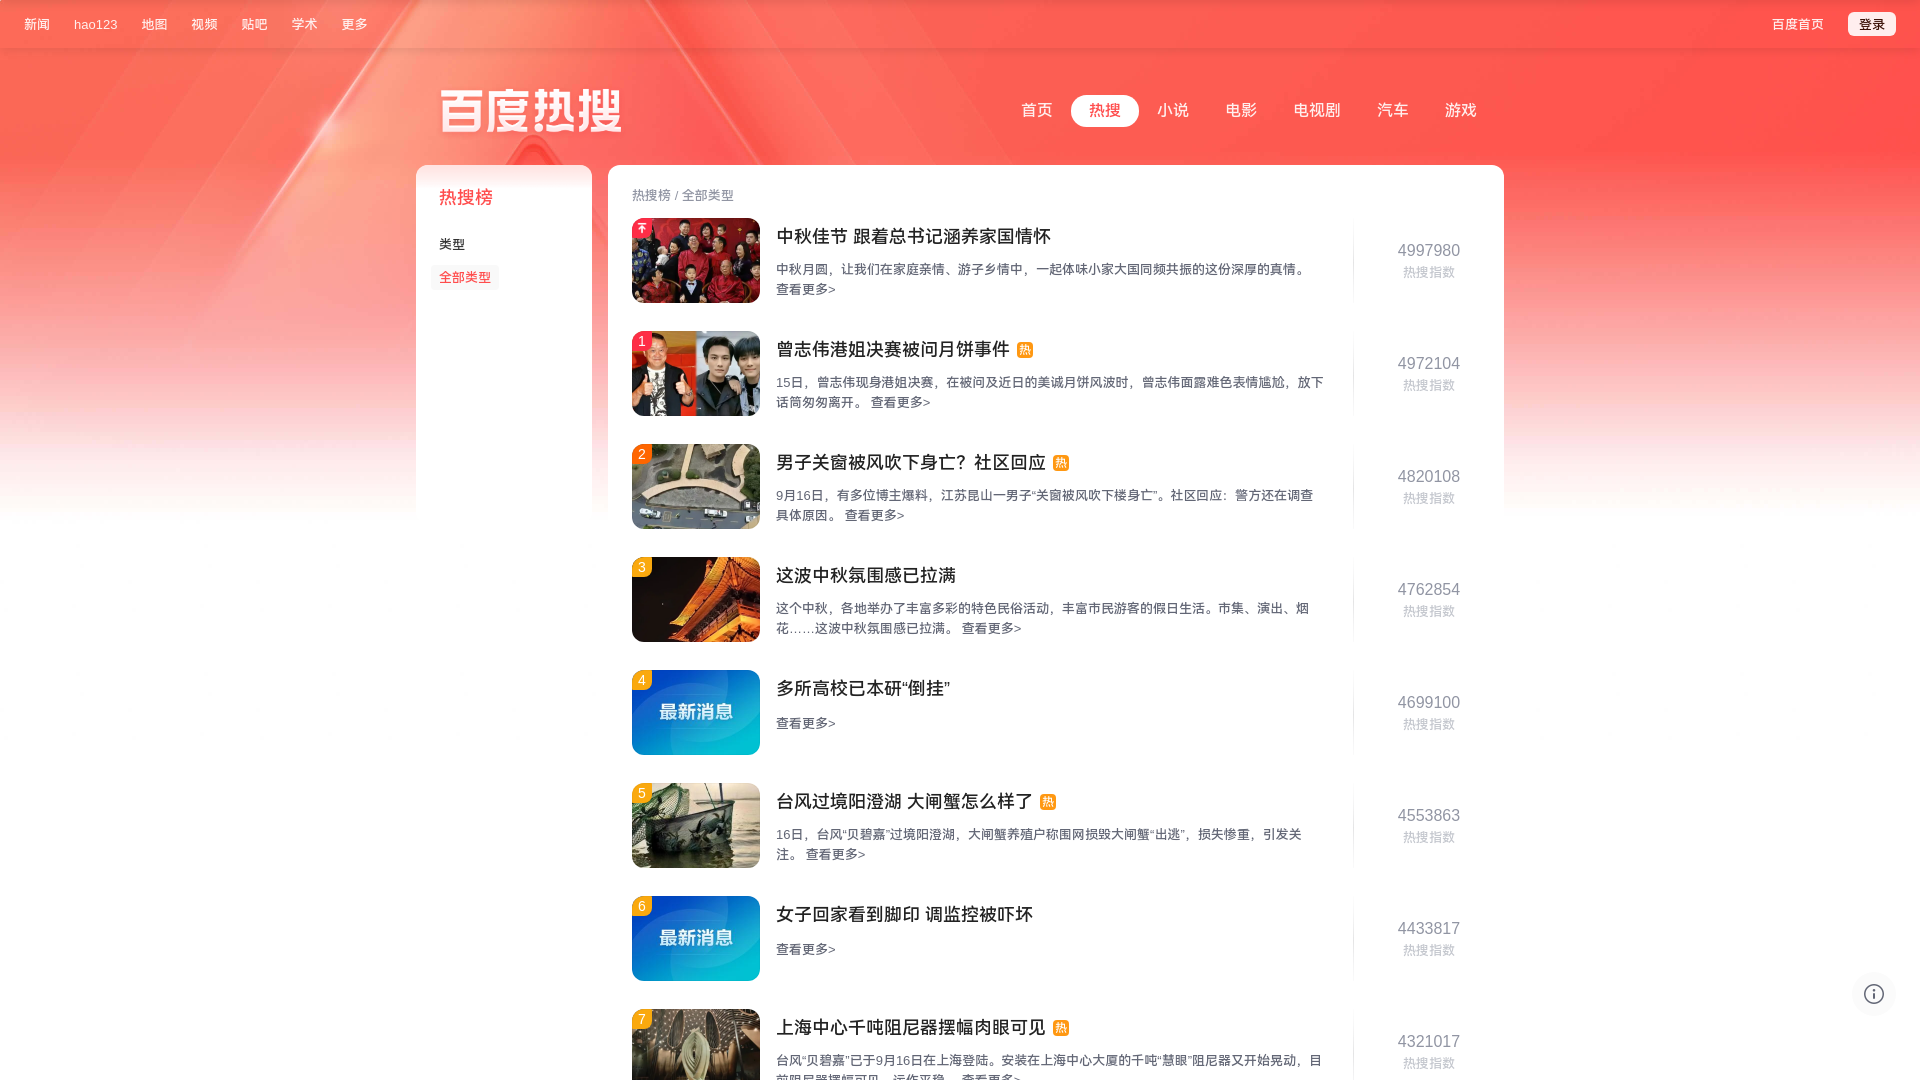 新闻 hao123 地图 视频 贴吧 学术 更多 百度首页 登录
百度热搜
首页 热搜 小说 电影 电视剧 汽车 游戏
热搜榜
类型
全部类型
热搜榜 / 全部类型
中秋佳节 跟着总书记涵养家国情怀
中秋月圆，让我们在家庭亲情、游子乡情中，一起体味小家大国同频共振的这份深厚的真情。
查看更多>
4997980
热搜指数
1
曾志伟港姐决赛被问月饼事件 热
15日，曾志伟现身港姐决赛，在被问及近日的美诚月饼风波时，曾志伟面露难色表情尴尬，放下
话筒匆匆离开。 查看更多>
4972104
热搜指数
2
男子关窗被风吹下身亡？社区回应 热
9月16日，有多位博主爆料，江苏昆山一男子“关窗被风吹下楼身亡”。社区回应：警方还在调查
具体原因。 查看更多>
4820108
热搜指数
3
这波中秋氛围感已拉满
这个中秋，各地举办了丰富多彩的特色民俗活动，丰富市民游客的假日生活。市集、演出、烟
花……这波中秋氛围感已拉满。 查看更多>
4762854
热搜指数
4
最新消息
多所高校已本研“倒挂”
查看更多>
4699100
热搜指数
5
台风过境阳澄湖 大闸蟹怎么样了 热
16日，台风“贝碧嘉”过境阳澄湖，大闸蟹养殖户称围网损毁大闸蟹“出逃”，损失惨重，引发关
注。 查看更多>
4553863
热搜指数
6
最新消息
女子回家看到脚印 调监控被吓坏
查看更多>
4433817
热搜指数
7
上海中心千吨阻尼器摆幅肉眼可见 热
台风“贝碧嘉”已于9月16日在上海登陆。安装在上海中心大厦的千吨“慧眼”阻尼器又开始晃动，目
前阻尼器摆幅可见，运作平稳。 查看更多>
4321017
热搜指数